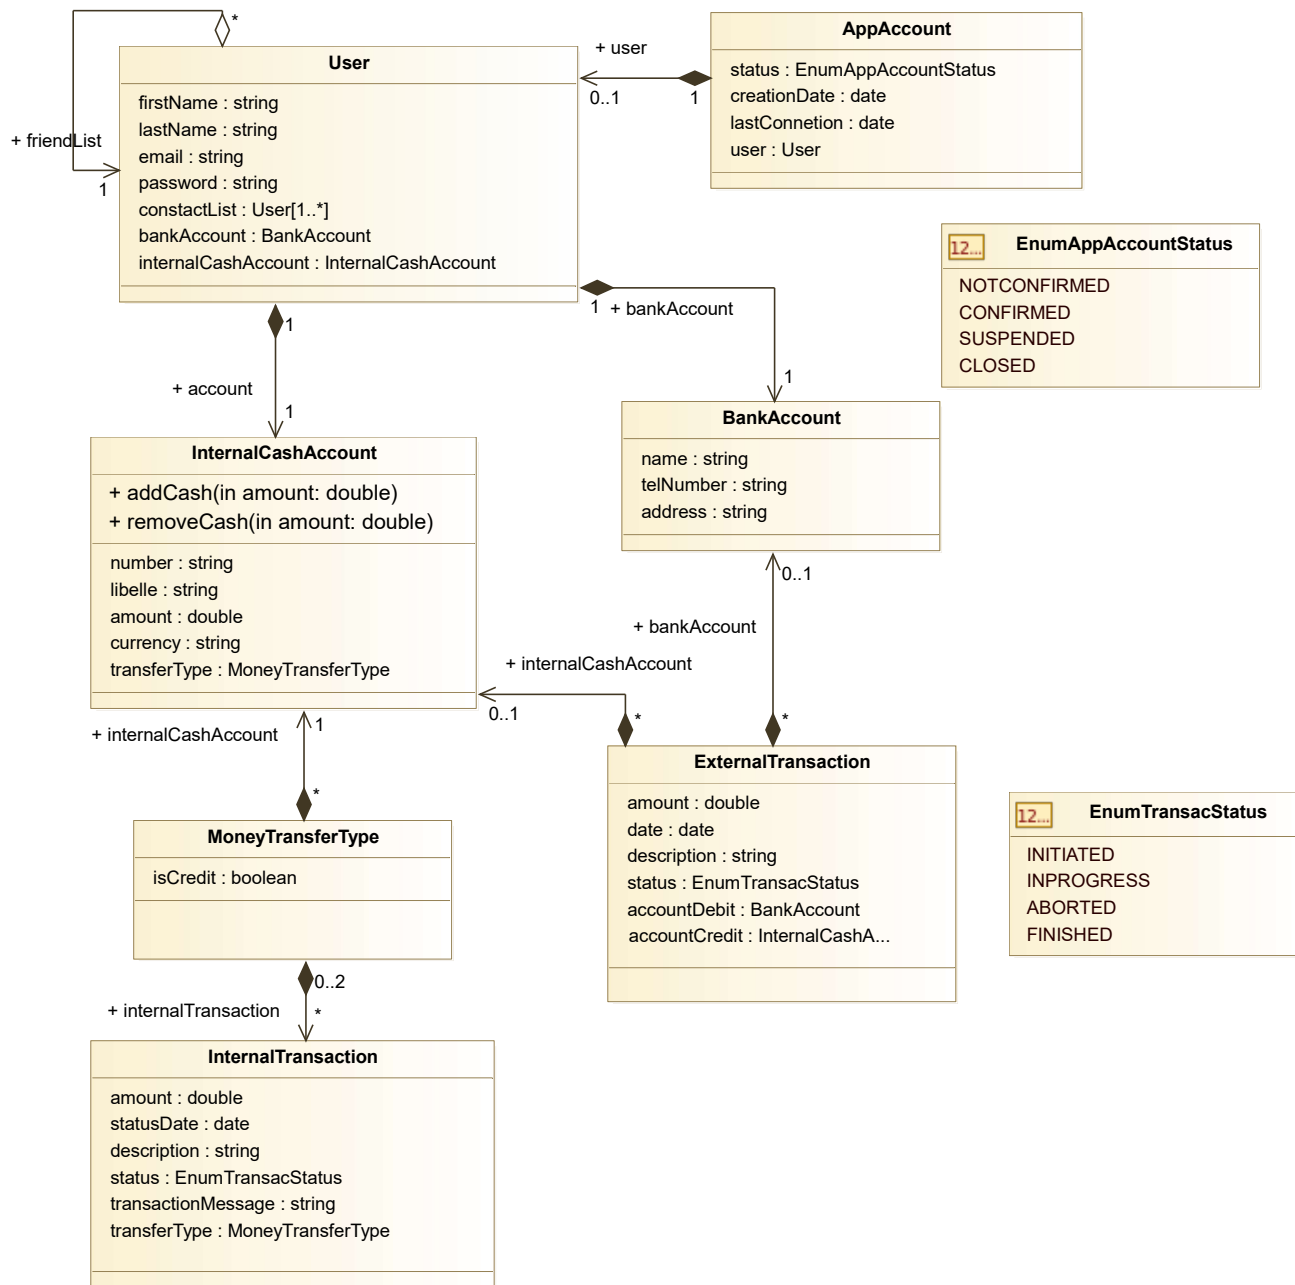 *
User
firstName : string
lastName : string
email : string
password : string
constactList : User[1..*]
bankAccount : BankAccount
internalCashAccount : InternalCashAccount
+ friendList
1
+ user
0..1
1
AppAccount
status : EnumAppAccountStatus
creationDate : date
lastConnetion : date
user : User
12...
EnumAppAccountStatus
NOTCONFIRMED
CONFIRMED
SUSPENDED
CLOSED
1
+ account
1
1
+ bankAccount
1
InternalCashAccount
+ addCash(in amount: double)
+ removeCash(in amount: double)
number : string
libelle : string
amount : double
currency : string
transferType : MoneyTransferType
BankAccount
name : string
telNumber : string
address : string
0..1
+ bankAccount
*
+ internalCashAccount
0..1
*
+ internalCashAccount
1
*
MoneyTransferType
isCredit : boolean
ExternalTransaction
amount : double
date : date
description : string
status : EnumTransacStatus
accountDebit : BankAccount
accountCredit : InternalCashA...
12...
EnumTransacStatus
INITIATED
INPROGRESS
ABORTED
FINISHED
0..2
+ internalTransaction
*
InternalTransaction
amount : double
statusDate : date
description : string
status : EnumTransacStatus
transactionMessage : string
transferType : MoneyTransferType